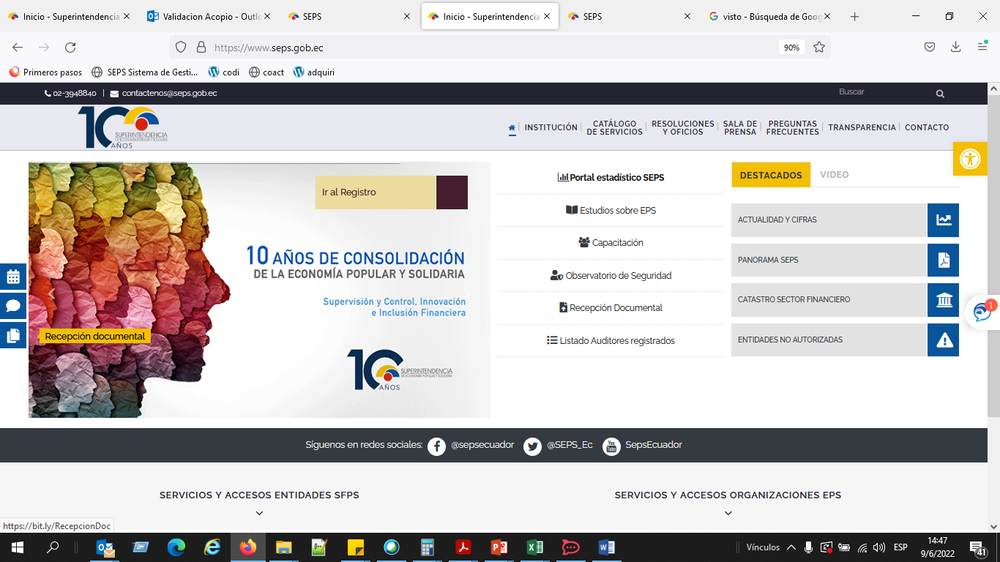 Inicio - Superintendencia
Validacion Acopio - Outlo
SEPS
Inicio - Superintendencia
SEPS
visto - Búsqueda de Goog
https://www.seps.gob.ec
90%
Primeros pasos
SEPS Sistema de Gesti...
codi
coact
adquiri
02-3948840 | contactenos@seps.gob.ec
Buscar
10 AÑOS
SUPERINTENDENCIA
DE ECONOMÍA POPULAR Y SOLIDARIA
INSTITUCIÓN
CATÁLOGO
DE SERVICIOS
RESOLUCIONES
Y OFICIOS
SALA DE
PRENSA
PREGUNTAS
FRECUENTES
TRANSPARENCIA
CONTACTO
Ir al Registro
10 AÑOS DE CONSOLIDACIÓN
DE LA ECONOMÍA POPULAR Y SOLIDARIA
Supervisión y Control, Innovación
e Inclusión Financiera
Recepción documental
10 AÑOS
SUPERINTENDENCIA
DE ECONOMÍA POPULAR Y SOLIDARIA
Portal estadístico SEPS
Estudios sobre EPS
Capacitación
Observatorio de Seguridad
Recepción Documental
Listado Auditores registrados
DESTACADOS
VIDEO
ACTUALIDAD Y CIFRAS
PANORAMA SEPS
CATASTRO SECTOR FINANCIERO
ENTIDADES NO AUTORIZADAS
1
Síguenos en redes sociales: @sepsecuador @SEPS_Ec SepsEcuador
SERVICIOS Y ACCESOS ENTIDADES SFPS
SERVICIOS Y ACCESOS ORGANIZACIONES EPS
https://bit.ly/RecepcionDoc
Vínculos
ESP
14:47
9/6/2022
41